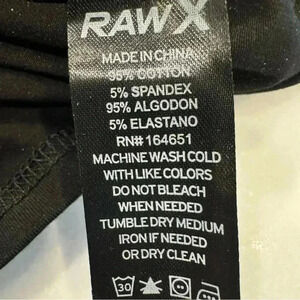 RAW X
MADE IN CHINA
95% COTTON
5% SPANDEX
95% ALGODON
5% ELASTANO
RN# 164651
MACHINE WASH COLD
WITH LIKE COLORS
DO NOT BLEACH
WHEN NEEDED
TUMBLE DRY MEDIUM
IRON IF NEEDED
OR DRY CLEAN
30